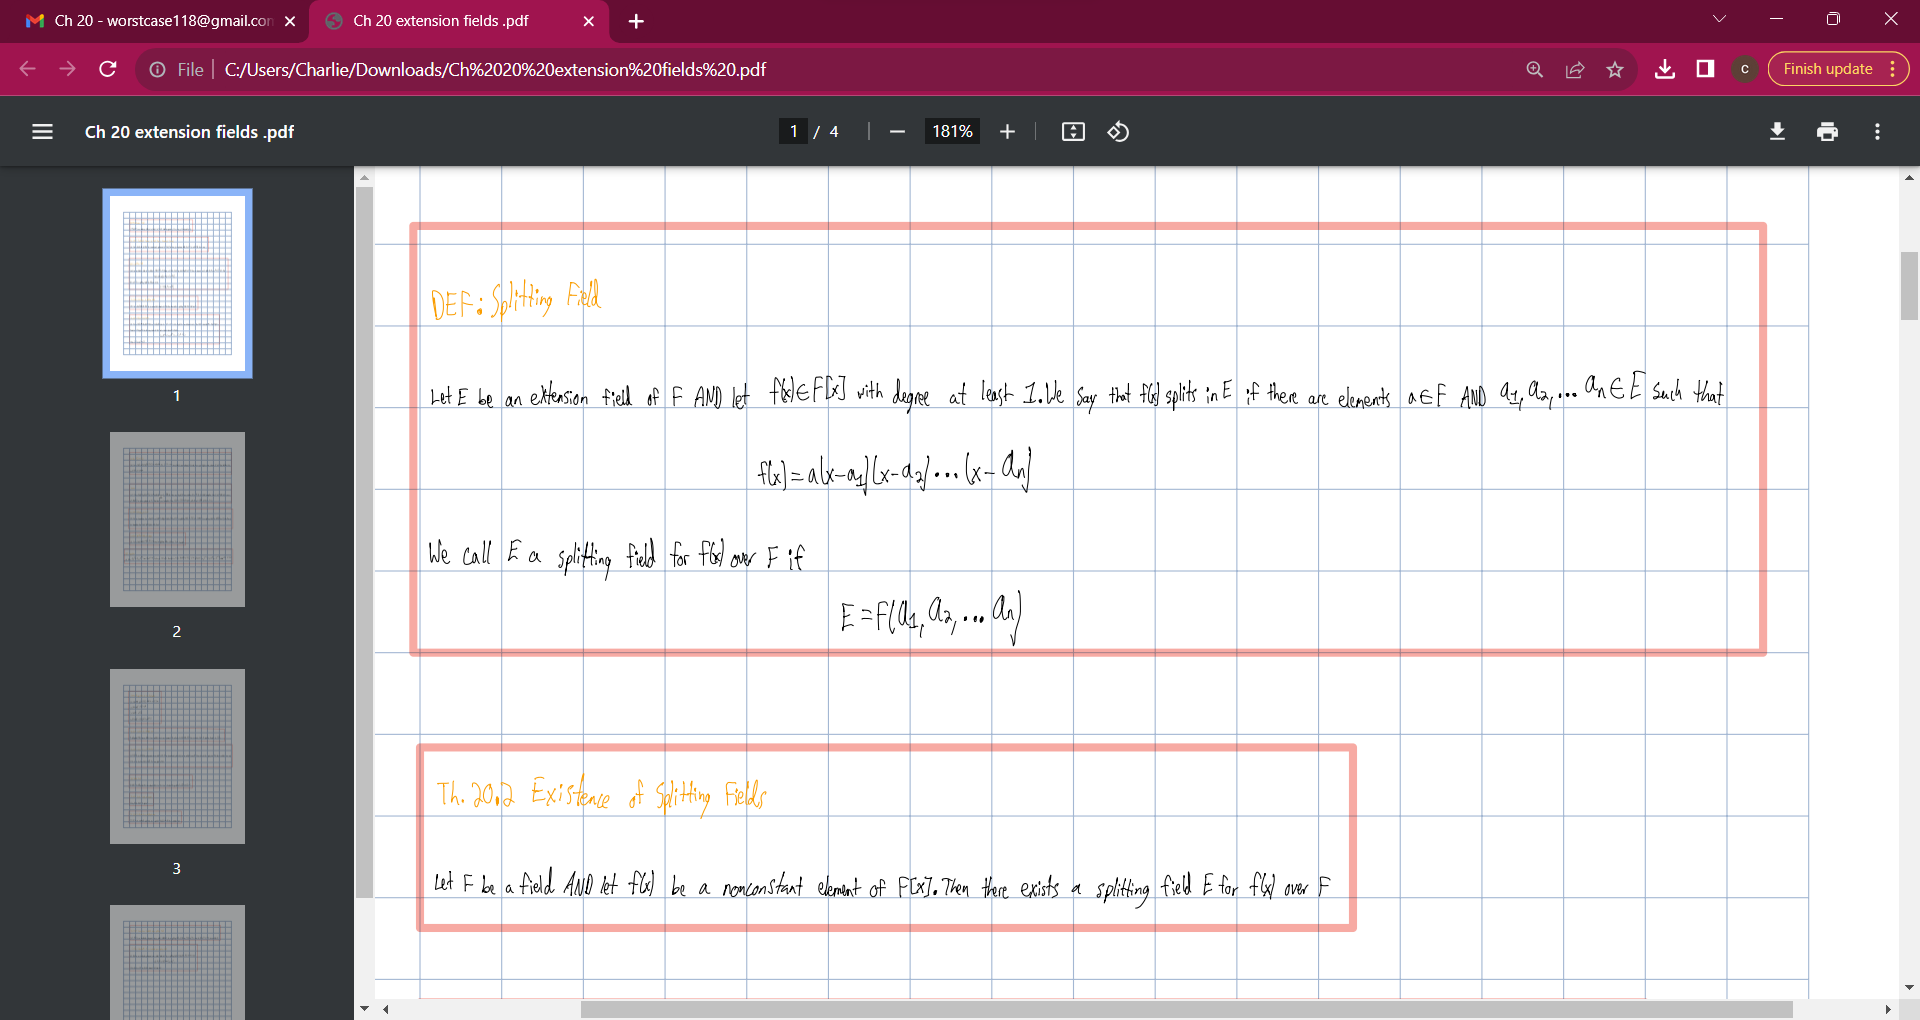 Ch 20 - worstcase118@gmail.con
Ch 20 extension fields .pdf
File
C:/Users/Charlie/Downloads/Ch%2020%20extension%20fields%20.pdf
C
Finish update
Ch 20 extension fields .pdf
1 / 4
181%
1
2
3
DEF: Splitting Field
Let E be an extension field of F AND let f(x)∈F[x] with degree at least 1. We say that f(x) splits in E if there are elements a∈F AND a1, a2, ... an∈E such that
f(x)=a(x-a1)(x-a2)...(x-an)
We call E a splitting field for f(x) over F if
E=F(a1, a2, ... an)
Th. 20.2 Existence of Splitting Fields
Let F be a field AND let f(x) be a nonconstant element of F[x]. Then there exists a splitting field E for f(x) over F